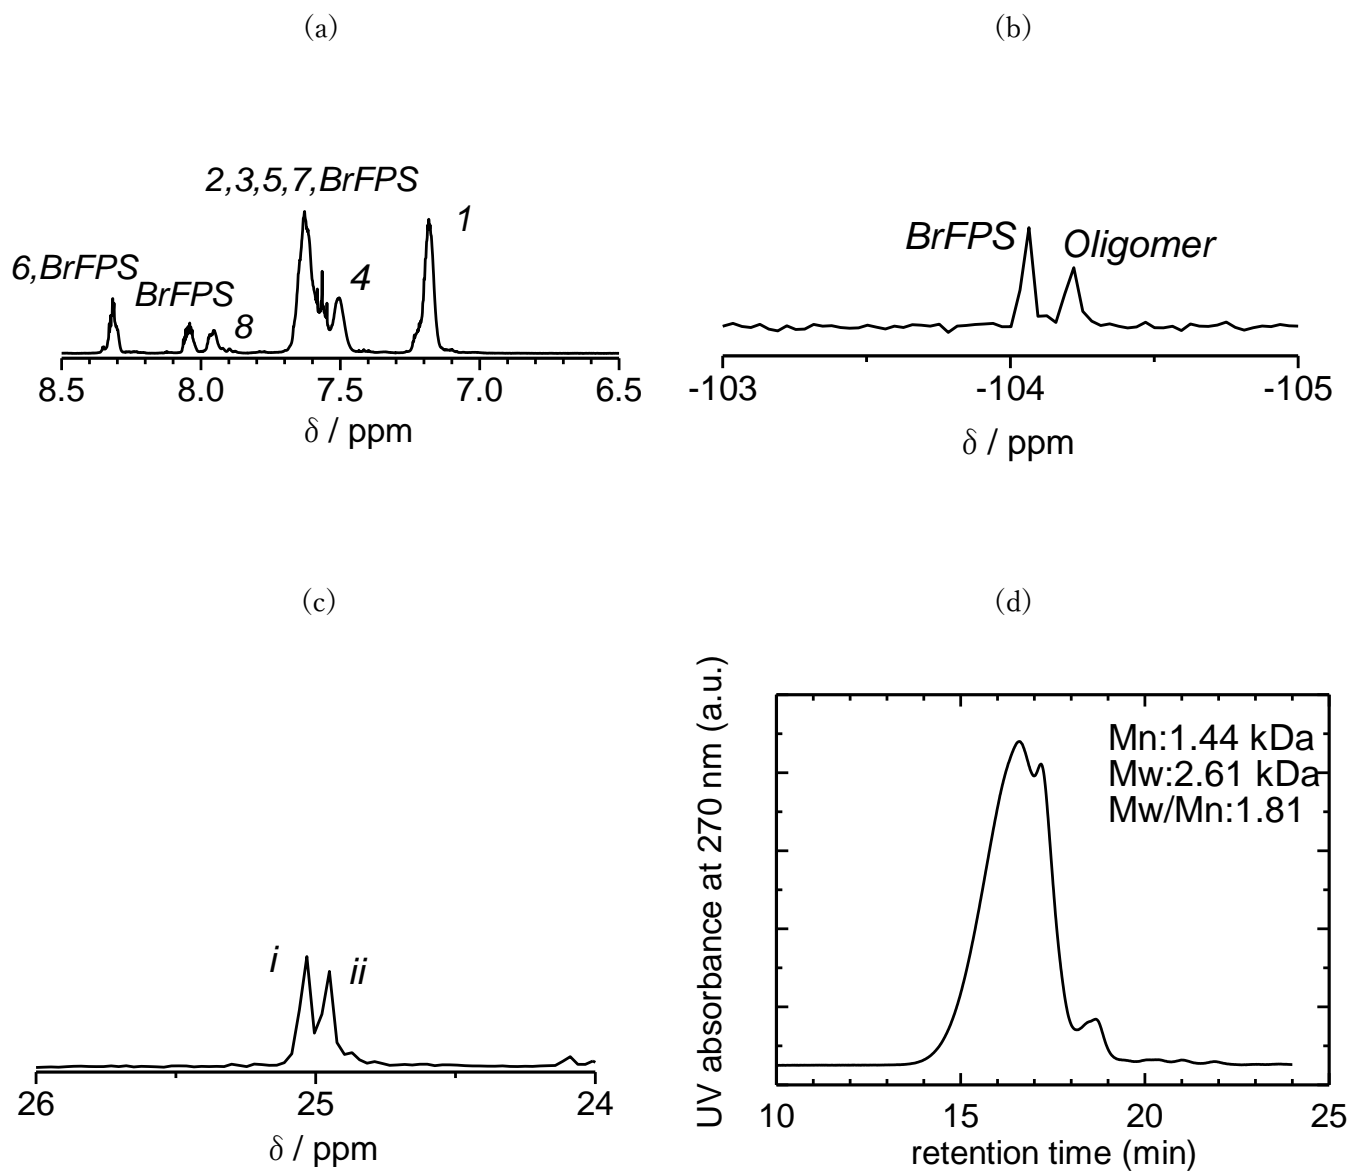 (a)
2,3,5,7,BrFPS
1
6,BrFPS
BrFPS
8
4
8.5 8.0 7.5 7.0 6.5
δ / ppm
(b)
BrFPS
Oligomer
-103 -104 -105
δ / ppm
(c)
i
ii
26 25 24
δ / ppm
(d)
UV absorbance at 270 nm (a.u.)
Mn:1.44 kDa
Mw:2.61 kDa
Mw/Mn:1.81
10 15 20 25
retention time (min)